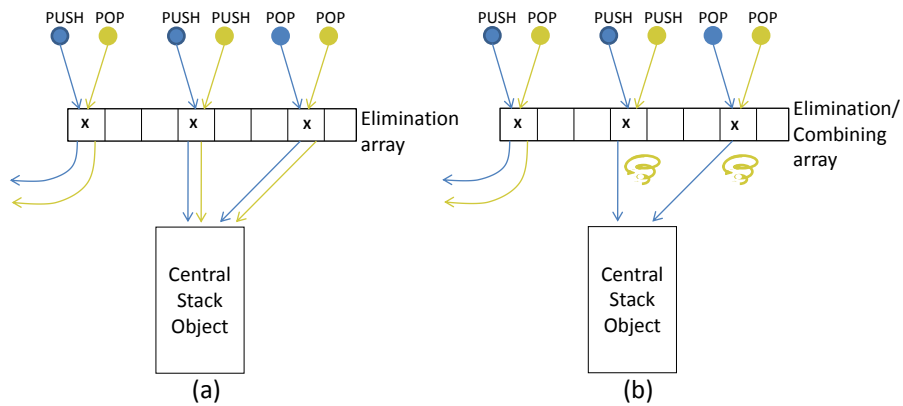 PUSH POP PUSH PUSH POP POP
X X X
Elimination
array
Central
Stack
Object
(a)
PUSH POP PUSH PUSH POP POP
X X X
Elimination/
Combining
array
Central
Stack
Object
(b)